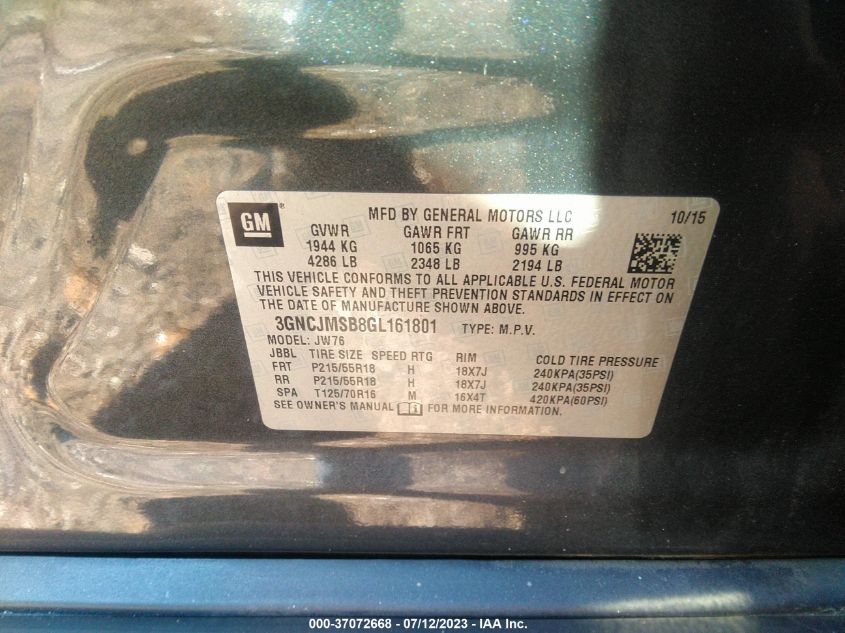 GM ®
MFD BY GENERAL MOTORS LLC 10/15
GVWR GAWR FRT GAWR RR
1944 KG 1065 KG 995 KG
4286 LB 2348 LB 2194 LB
THIS VEHICLE CONFORMS TO ALL APPLICABLE U.S. FEDERAL MOTOR
VEHICLE SAFETY AND THEFT PREVENTION STANDARDS IN EFFECT ON
THE DATE OF MANUFACTURE SHOWN ABOVE.
3GNCJMSB8GL161801 TYPE: M.P.V.
MODEL: JW76
JBBL TIRE SIZE SPEED RTG RIM COLD TIRE PRESSURE
FRT P215/55R18 H 18X7J 240KPA(35PSI)
RR P215/55R18 H 18X7J 240KPA(35PSI)
SPA T125/70R16 M 16X4T 420KPA(60PSI)
SEE OWNER'S MANUAL FOR MORE INFORMATION.
000-37072668 - 07/12/2023 - IAA Inc.